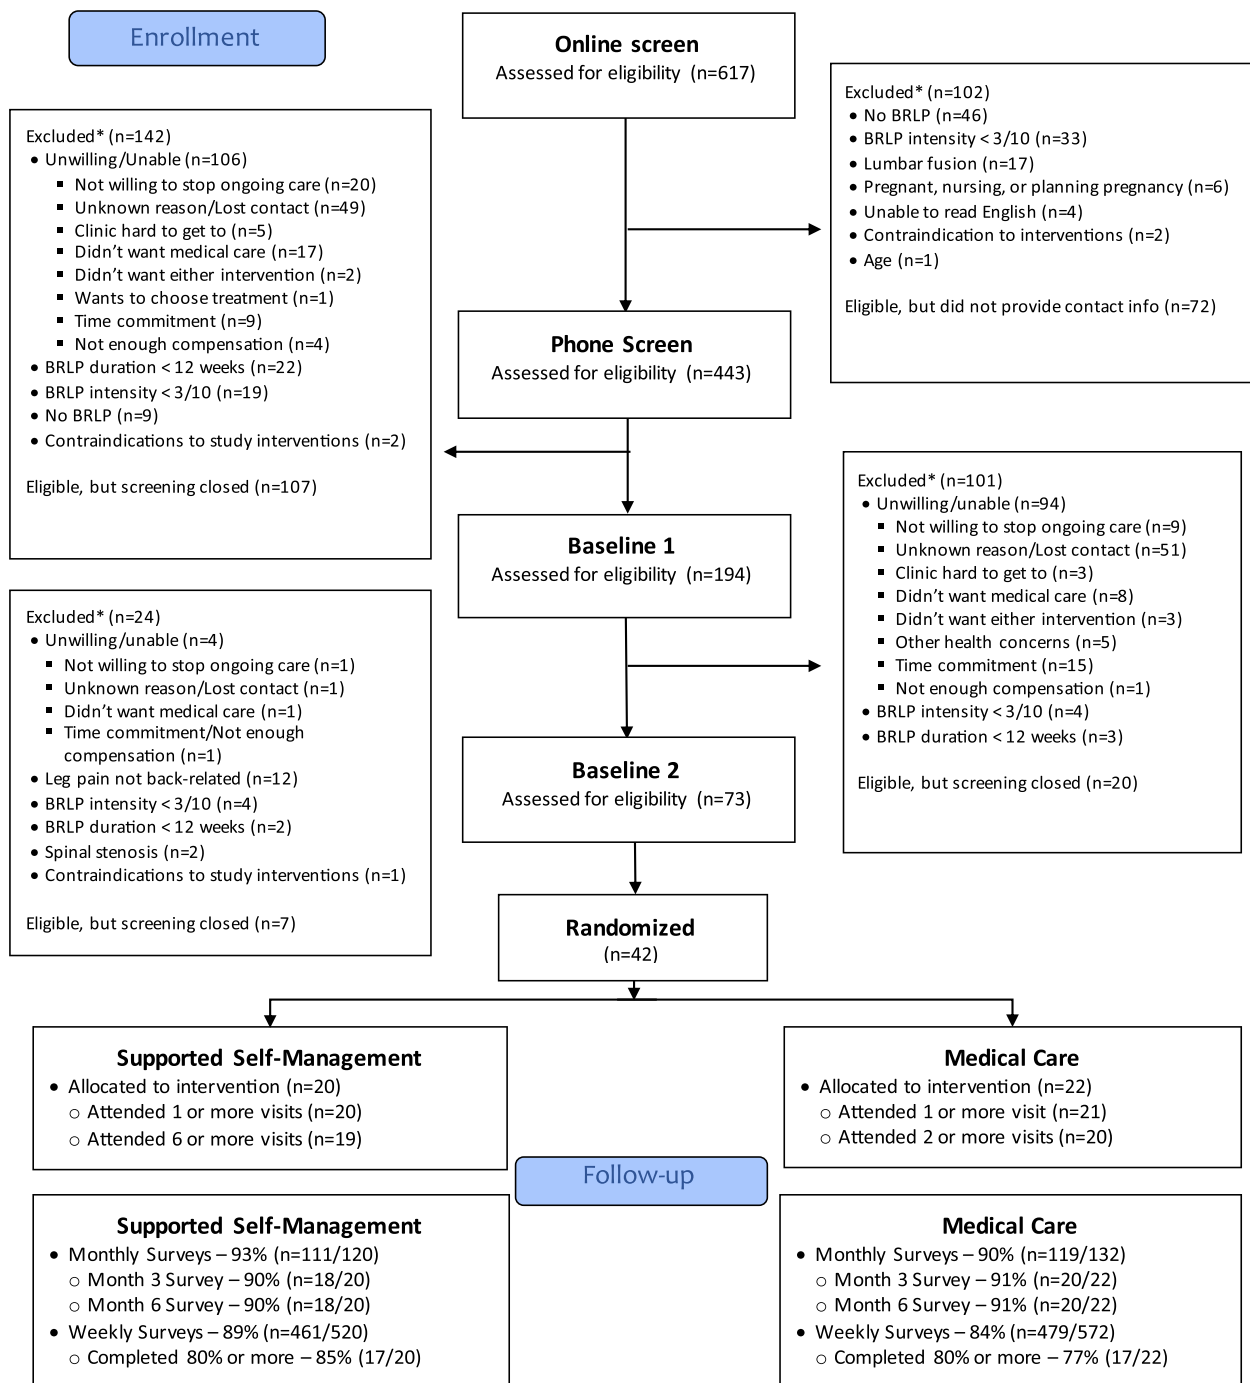 Enrollment
Online screen
Assessed for eligibility (n=617)
Excluded* (n=102)
• No BRLP (n=46)
• BRLP intensity < 3/10 (n=33)
• Lumbar fusion (n=17)
• Pregnant, nursing, or planning pregnancy (n=6)
• Unable to read English (n=4)
• Contraindication to interventions (n=2)
• Age (n=1)
Eligible, but did not provide contact info (n=72)
Phone Screen
Assessed for eligibility (n=443)
Excluded* (n=142)
• Unwilling/Unable (n=106)
▪ Not willing to stop ongoing care (n=20)
▪ Unknown reason/Lost contact (n=49)
▪ Clinic hard to get to (n=5)
▪ Didn't want medical care (n=17)
▪ Didn't want either intervention (n=2)
▪ Wants to choose treatment (n=1)
▪ Time commitment (n=9)
▪ Not enough compensation (n=4)
• BRLP duration < 12 weeks (n=22)
• BRLP intensity < 3/10 (n=19)
• No BRLP (n=9)
• Contraindications to study interventions (n=2)
Eligible, but screening closed (n=107)
Baseline 1
Assessed for eligibility (n=194)
Excluded* (n=101)
• Unwilling/unable (n=94)
▪ Not willing to stop ongoing care (n=9)
▪ Unknown reason/Lost contact (n=51)
▪ Clinic hard to get to (n=3)
▪ Didn't want medical care (n=8)
▪ Didn't want either intervention (n=3)
▪ Other health concerns (n=5)
▪ Time commitment (n=15)
▪ Not enough compensation (n=1)
• BRLP intensity < 3/10 (n=4)
• BRLP duration < 12 weeks (n=3)
Eligible, but screening closed (n=20)
Baseline 2
Assessed for eligibility (n=73)
Excluded* (n=24)
• Unwilling/unable (n=4)
▪ Not willing to stop ongoing care (n=1)
▪ Unknown reason/Lost contact (n=1)
▪ Didn't want medical care (n=1)
▪ Time commitment/Not enough
compensation (n=1)
• Leg pain not back-related (n=12)
• BRLP intensity < 3/10 (n=4)
• BRLP duration < 12 weeks (n=2)
• Spinal stenosis (n=2)
• Contraindications to study interventions (n=1)
Eligible, but screening closed (n=7)
Randomized
(n=42)
Supported Self-Management
• Allocated to intervention (n=20)
○ Attended 1 or more visits (n=20)
○ Attended 6 or more visits (n=19)
Medical Care
• Allocated to intervention (n=22)
○ Attended 1 or more visit (n=21)
○ Attended 2 or more visits (n=20)
Follow-up
Supported Self-Management
• Monthly Surveys – 93% (n=111/120)
○ Month 3 Survey – 90% (n=18/20)
○ Month 6 Survey – 90% (n=18/20)
• Weekly Surveys – 89% (n=461/520)
○ Completed 80% or more – 85% (17/20)
Medical Care
• Monthly Surveys – 90% (n=119/132)
○ Month 3 Survey – 91% (n=20/22)
○ Month 6 Survey – 91% (n=20/22)
• Weekly Surveys – 84% (n=479/572)
○ Completed 80% or more – 77% (17/22)